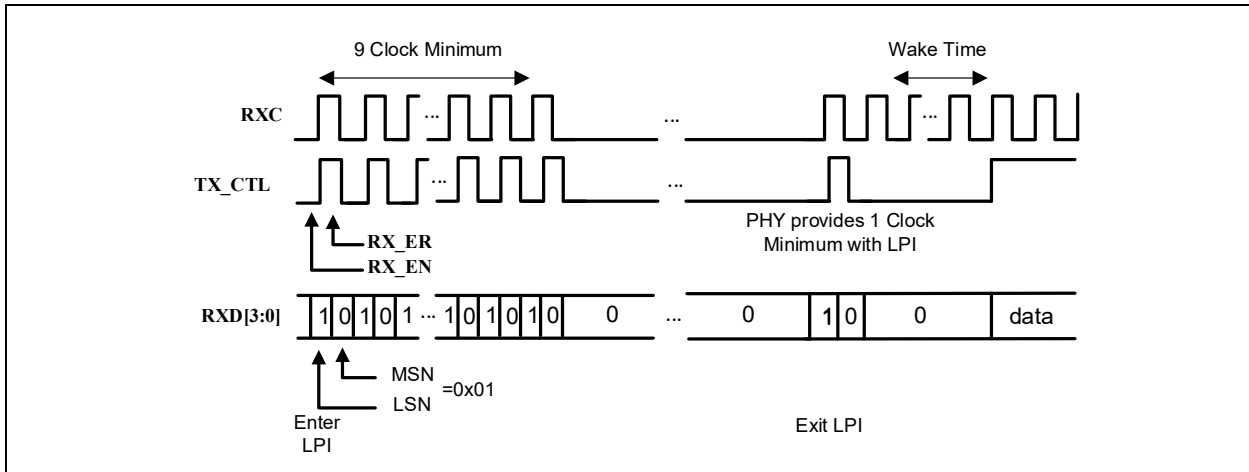 9 Clock Minimum
Wake Time
RXC
...
...
...
TX_CTL
...
...
PHY provides 1 Clock
Minimum with LPI
RX_ER
RX_EN
RXD[3:0]
1 0 1 0 1 ... 1 0 1 0 1 0 0 ... 0 1 0 0 data
MSN
=0x01
LSN
Enter
LPI
Exit LPI